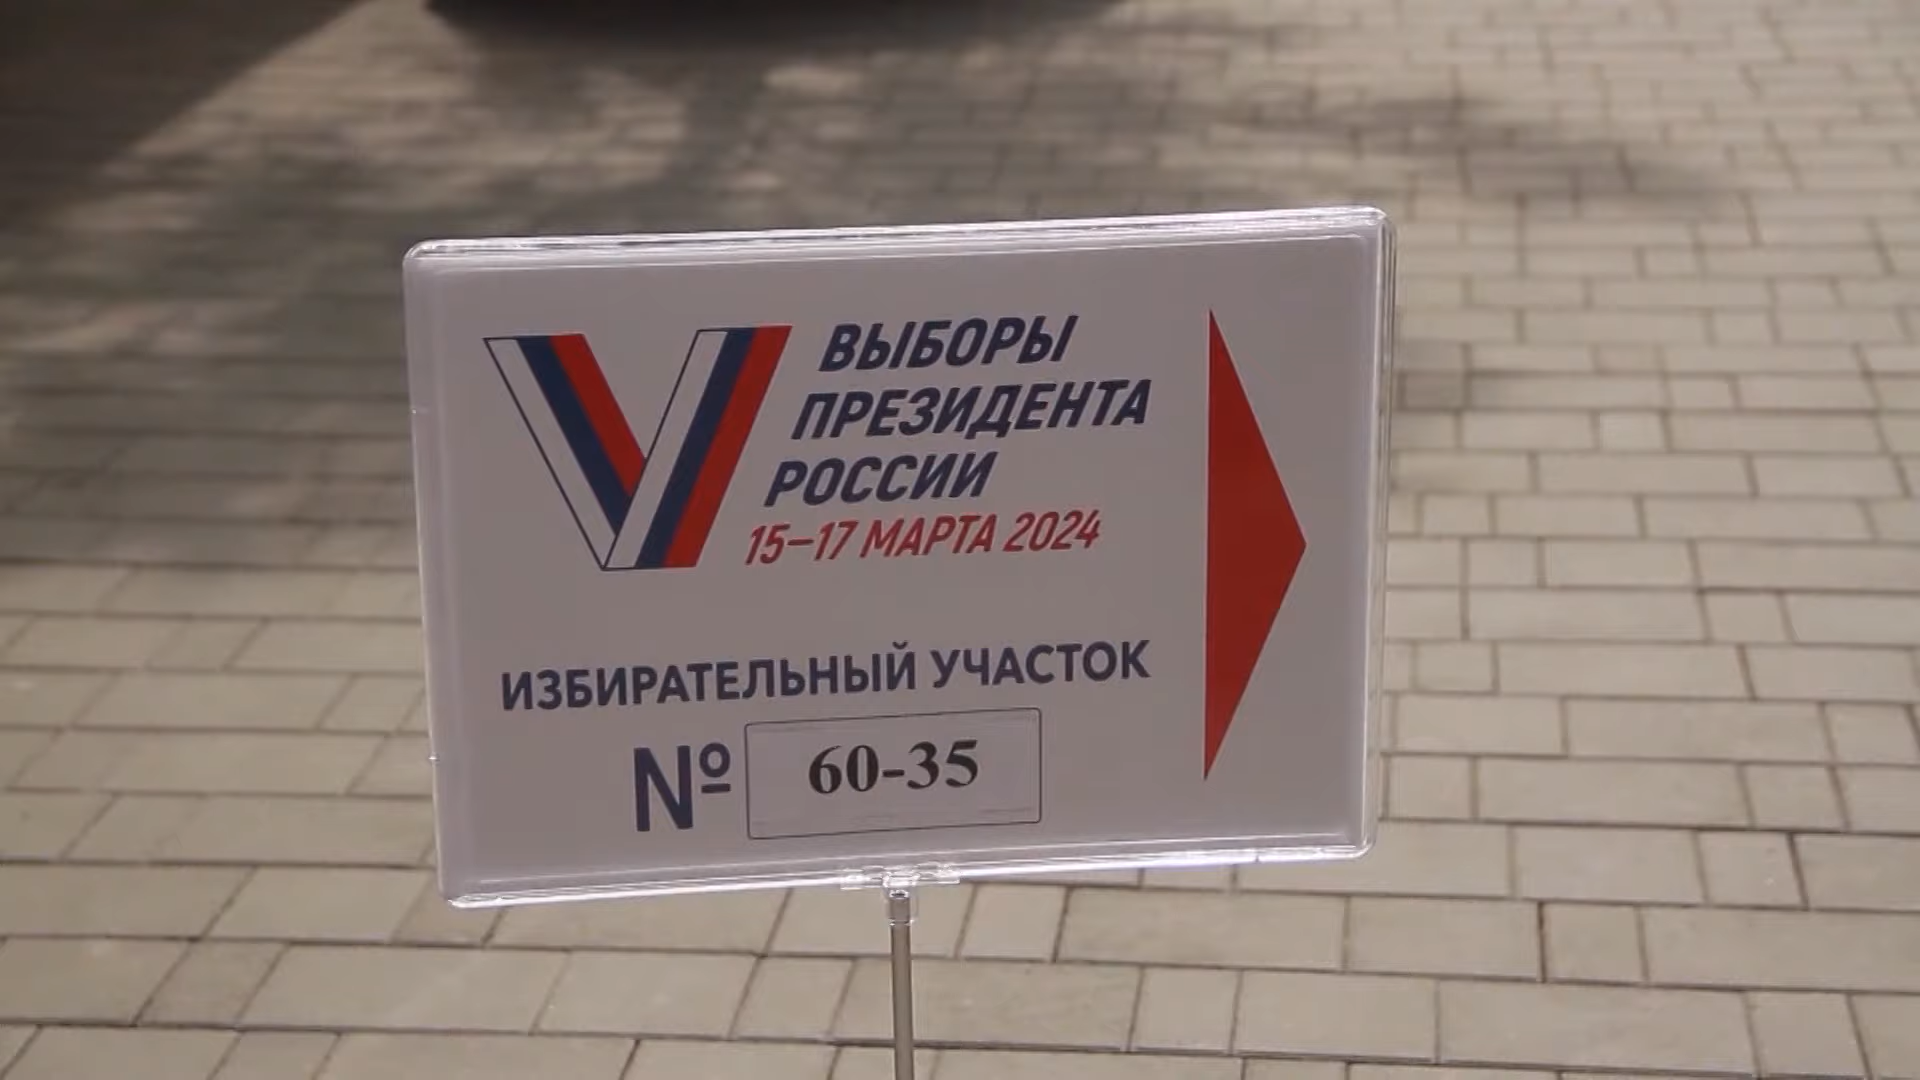 ВЫБОРЫ
ПРЕЗИДЕНТА
РОССИИ
15–17 МАРТА 2024
ИЗБИРАТЕЛЬНЫЙ УЧАСТОК
№ 60-35